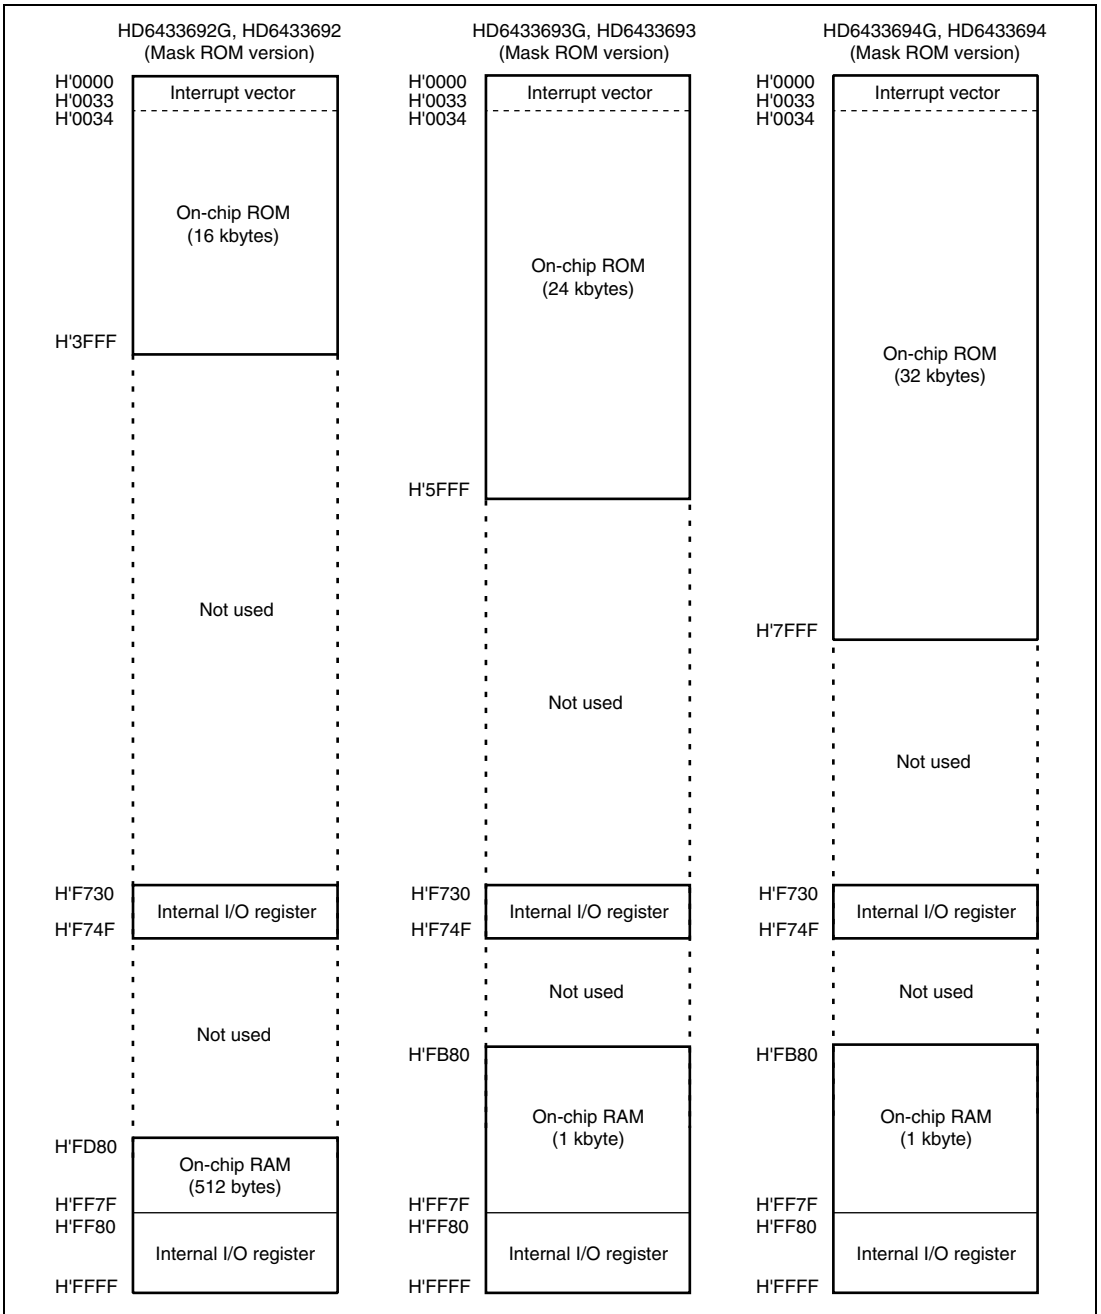 HD6433692G, HD6433692
(Mask ROM version)
H'0000
H'0033
H'0034
Interrupt vector
On-chip ROM
(16 kbytes)
H'3FFF
Not used
H'F730
Internal I/O register
H'F74F
Not used
H'FD80
On-chip RAM
(512 bytes)
H'FF7F
H'FF80
Internal I/O register
H'FFFF
HD6433693G, HD6433693
(Mask ROM version)
H'0000
H'0033
H'0034
Interrupt vector
On-chip ROM
(24 kbytes)
H'5FFF
Not used
H'F730
Internal I/O register
H'F74F
Not used
H'FB80
On-chip RAM
(1 kbyte)
H'FF7F
H'FF80
Internal I/O register
H'FFFF
HD6433694G, HD6433694
(Mask ROM version)
H'0000
H'0033
H'0034
Interrupt vector
On-chip ROM
(32 kbytes)
H'7FFF
Not used
H'F730
Internal I/O register
H'F74F
Not used
H'FB80
On-chip RAM
(1 kbyte)
H'FF7F
H'FF80
Internal I/O register
H'FFFF